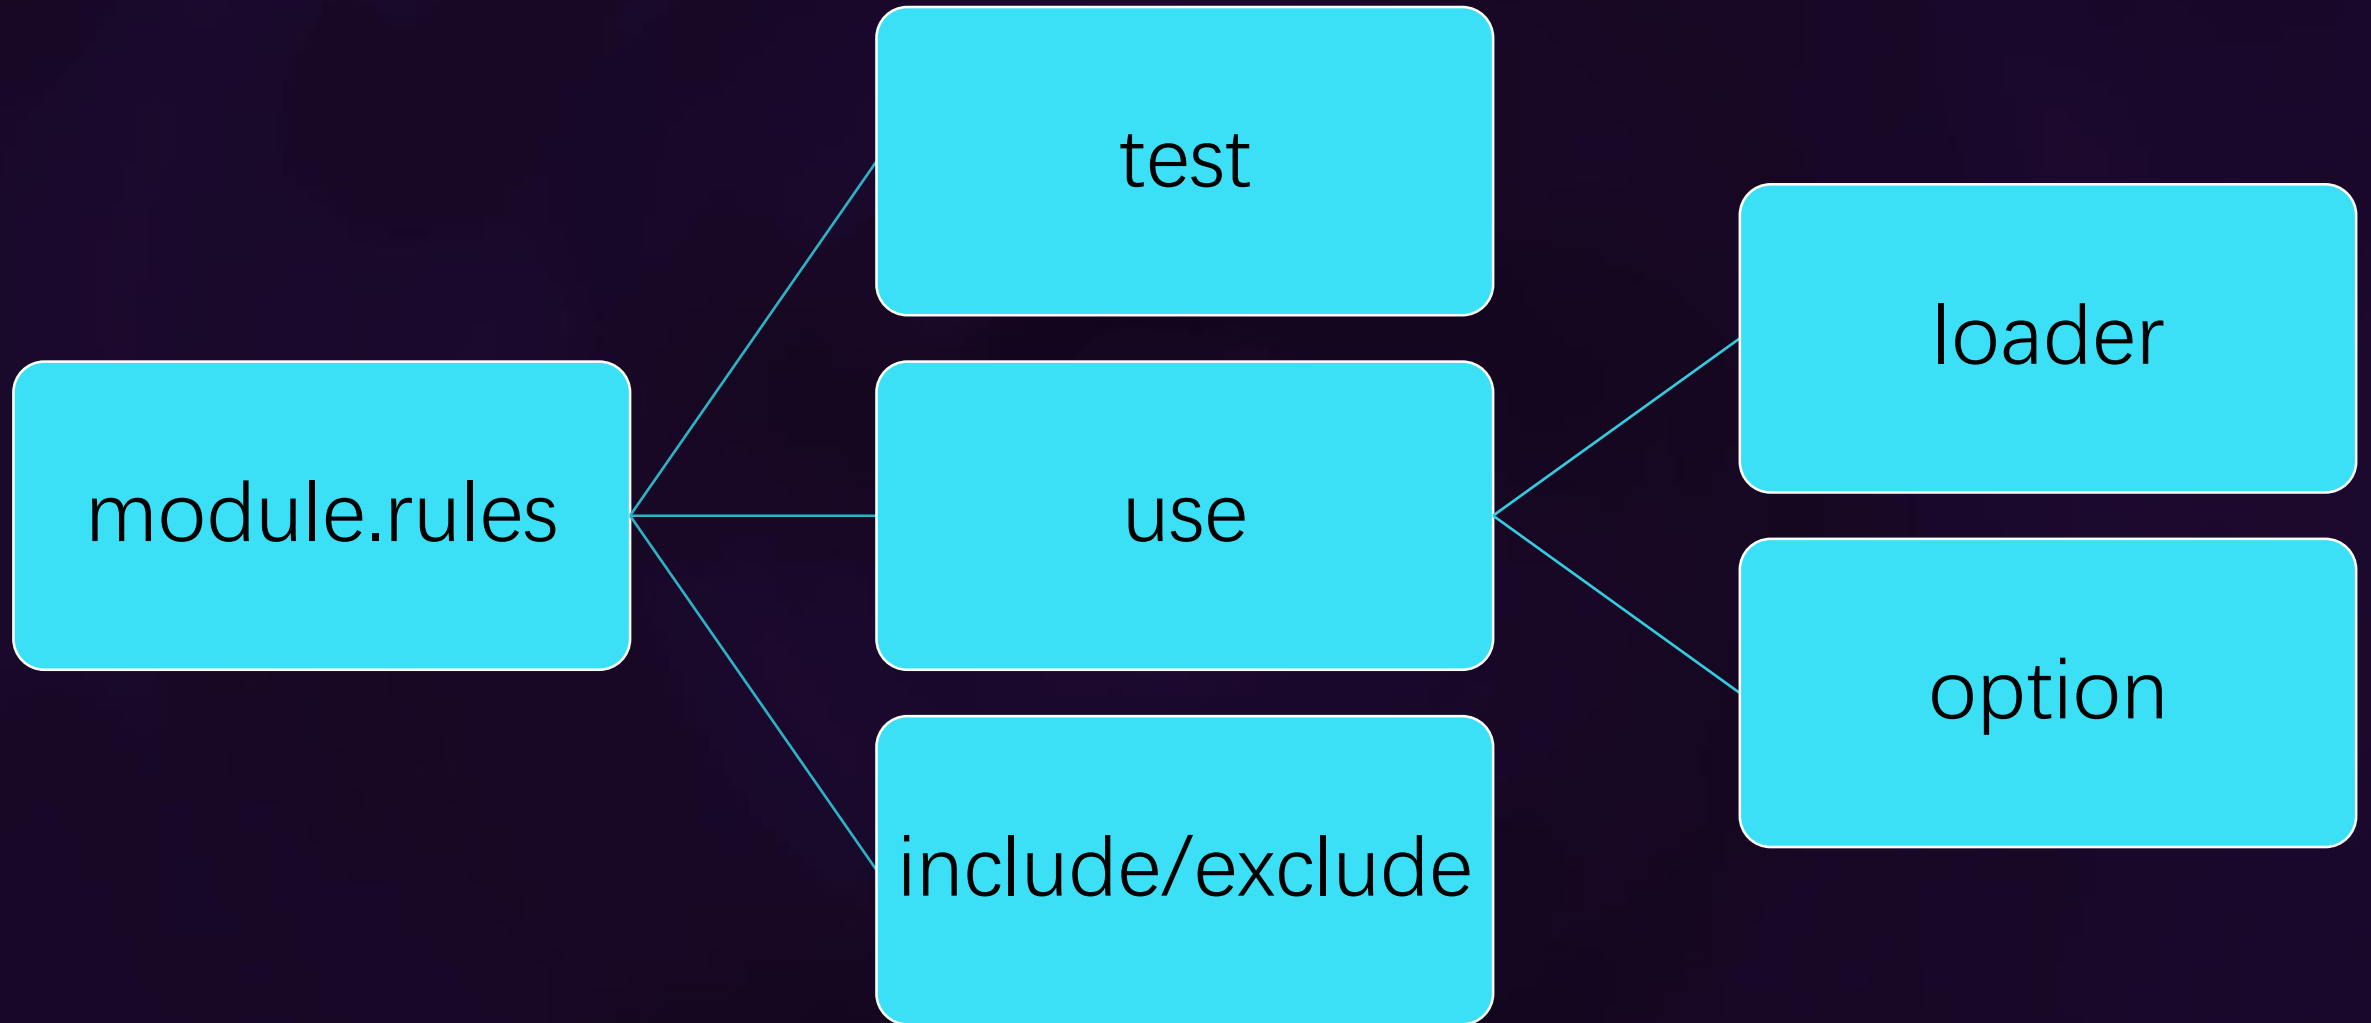 module.rules
test
use
include/exclude
loader
option